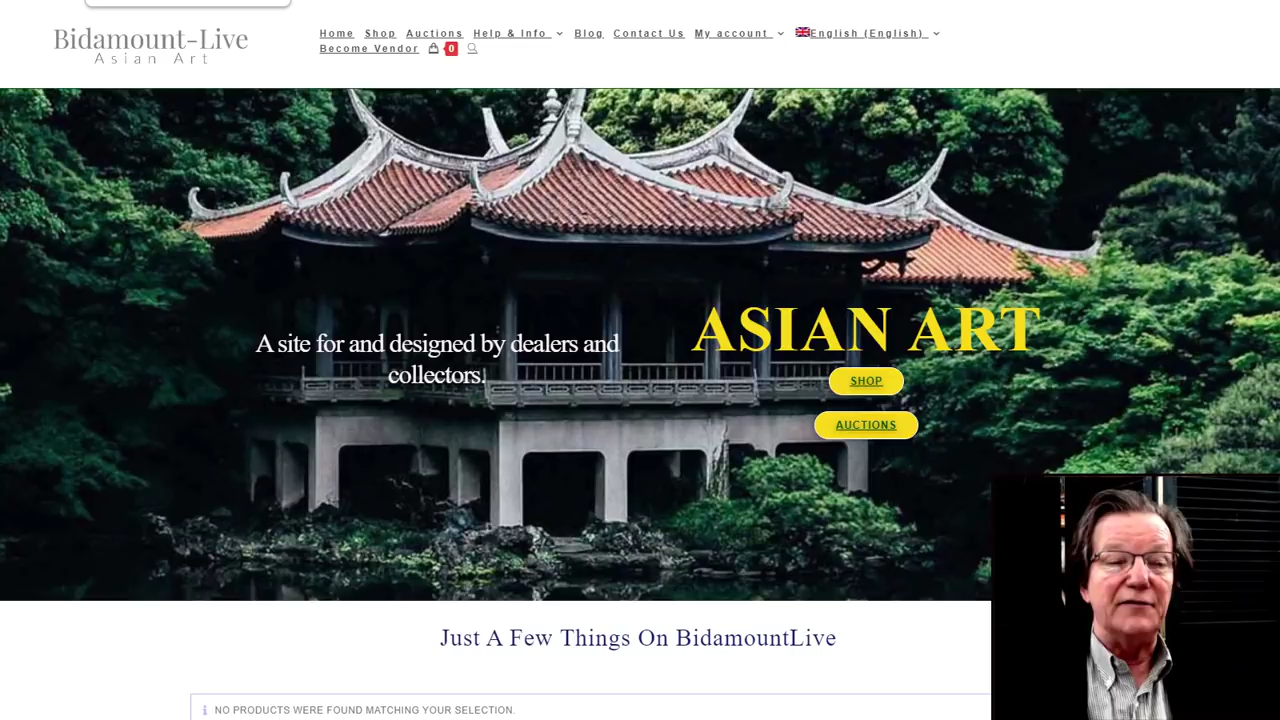 Bidamount-Live
Asian Art
Home Shop Auctions Help & Info Blog Contact Us My account English (English)
Become Vendor 0
A site for and designed by dealers and
collectors.
ASIAN ART
SHOP
AUCTIONS
Just A Few Things On BidamountLive
NO PRODUCTS WERE FOUND MATCHING YOUR SELECTION.